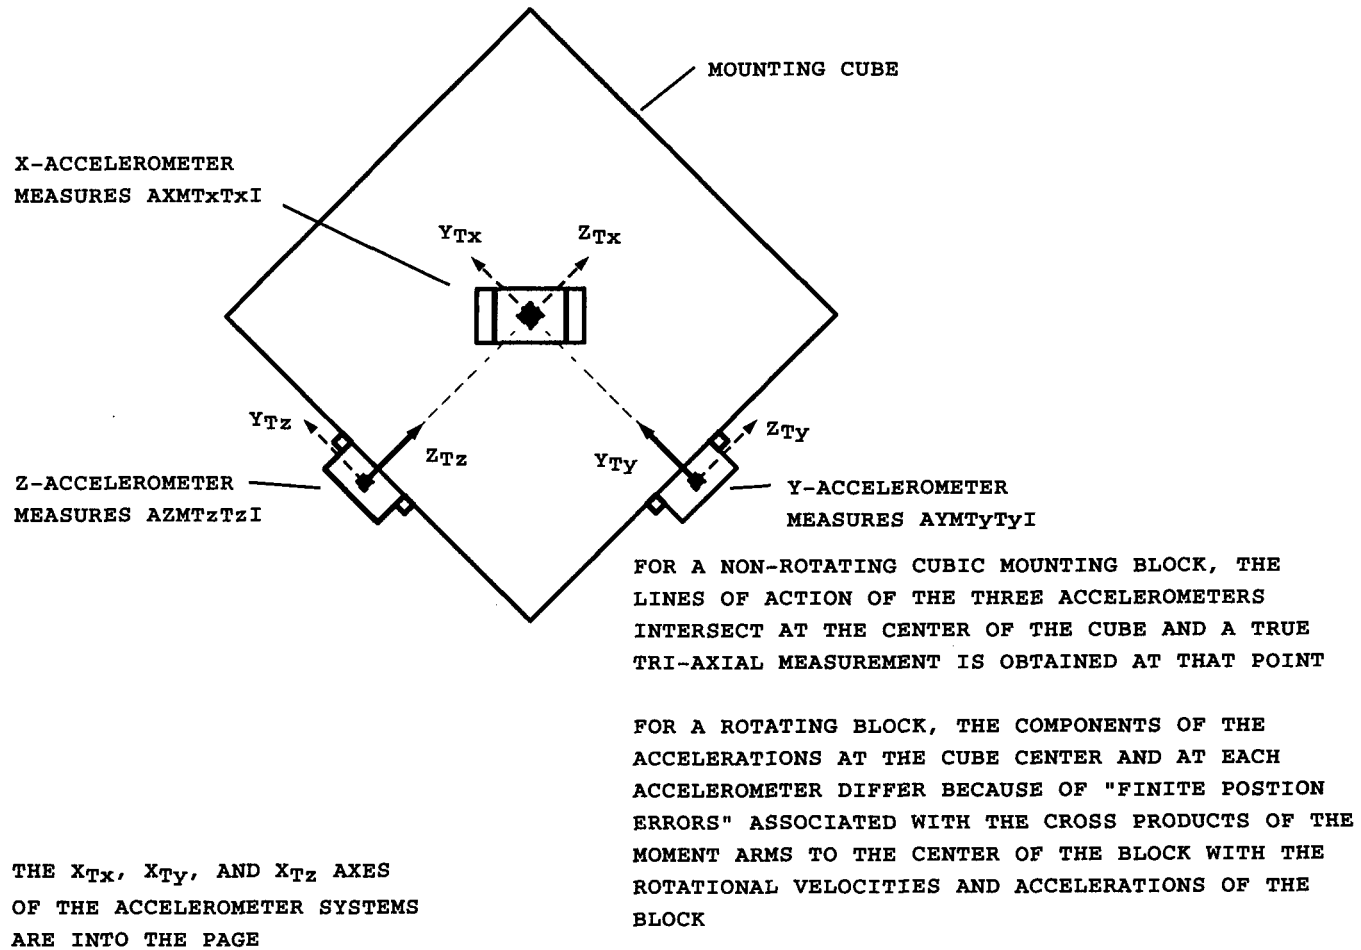 MOUNTING CUBE
X-ACCELEROMETER
MEASURES AXMTxTxI
YTx
ZTx
YTz
ZTz
YTy
ZTy
Z-ACCELEROMETER
MEASURES AZMTzTzI
Y-ACCELEROMETER
MEASURES AYMTyTyI
FOR A NON-ROTATING CUBIC MOUNTING BLOCK, THE
LINES OF ACTION OF THE THREE ACCELEROMETERS
INTERSECT AT THE CENTER OF THE CUBE AND A TRUE
TRI-AXIAL MEASUREMENT IS OBTAINED AT THAT POINT
FOR A ROTATING BLOCK, THE COMPONENTS OF THE
ACCELERATIONS AT THE CUBE CENTER AND AT EACH
ACCELEROMETER DIFFER BECAUSE OF "FINITE POSTION
ERRORS" ASSOCIATED WITH THE CROSS PRODUCTS OF THE
MOMENT ARMS TO THE CENTER OF THE BLOCK WITH THE
ROTATIONAL VELOCITIES AND ACCELERATIONS OF THE
BLOCK
THE XTx, XTy, AND XTz AXES
OF THE ACCELEROMETER SYSTEMS
ARE INTO THE PAGE